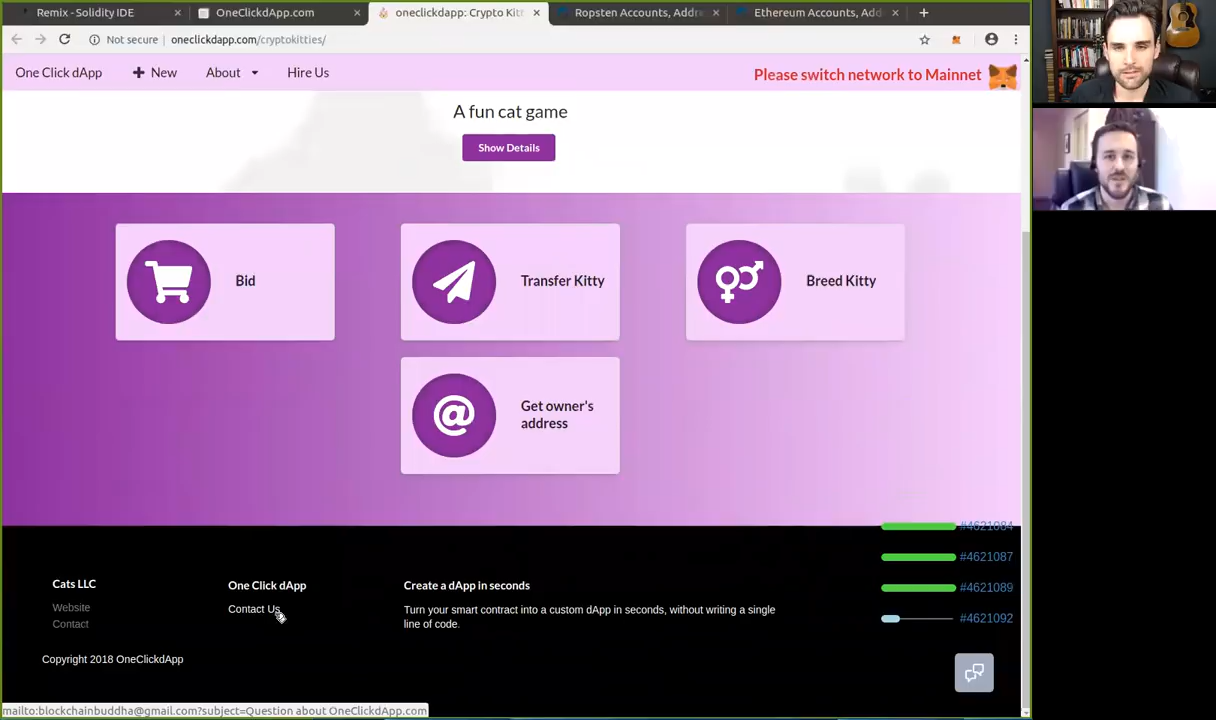 Remix - Solidity IDE
OneClickdApp.com
oneclickdapp: Crypto Kitt
Ropsten Accounts, Addre
Ethereum Accounts, Add
Not secure | oneclickdapp.com/cryptokitties/
One Click dApp
New
About
Hire Us
Please switch network to Mainnet
A fun cat game
Show Details
Bid
Transfer Kitty
Breed Kitty
Get owner's
address
#4621084
#4621087
#4621089
#4621092
Cats LLC
Website
Contact
One Click dApp
Contact Us
Create a dApp in seconds
Turn your smart contract into a custom dApp in seconds, without writing a single
line of code.
Copyright 2018 OneClickdApp
mailto:blockchainbuddha@gmail.com?subject=Question about OneClickdApp.com